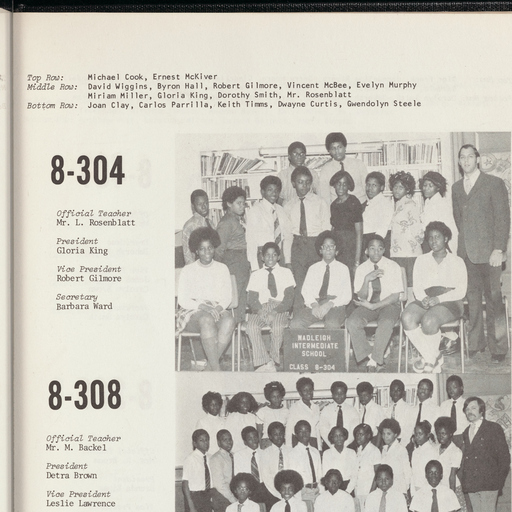 Top Row: Michael Cook, Ernest McKiver
Middle Row: David Wiggins, Byron Hall, Robert Gilmore, Vincent McBee, Evelyn Murphy
Miriam Miller, Gloria King, Dorothy Smith, Mr. Rosenblatt
Bottom Row: Joan Clay, Carlos Parrilla, Keith Timms, Dwayne Curtis, Gwendolyn Steele
8-304
Official Teacher
Mr. L. Rosenblatt
President
Gloria King
Vice President
Robert Gilmore
Secretary
Barbara Ward
WADLEIGH
INTERMEDIATE
SCHOOL
CLASS 8-304
8-308
Official Teacher
Mr. M. Backel
President
Detra Brown
Vice President
Leslie Lawrence